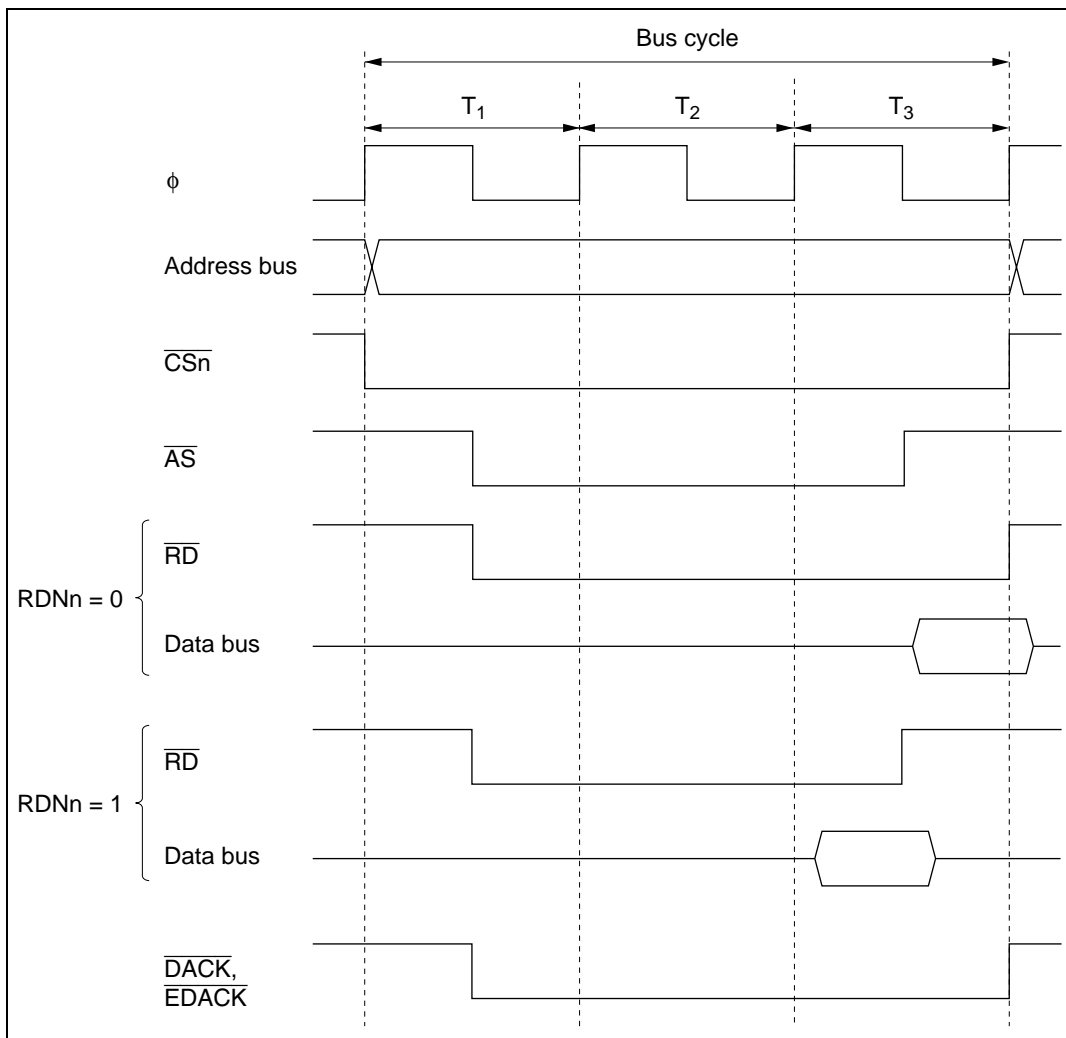 Bus cycle
T1 T2 T3
ϕ
Address bus
CSn
AS
RDNn = 0
RD
Data bus
RDNn = 1
RD
Data bus
DACK,
EDACK